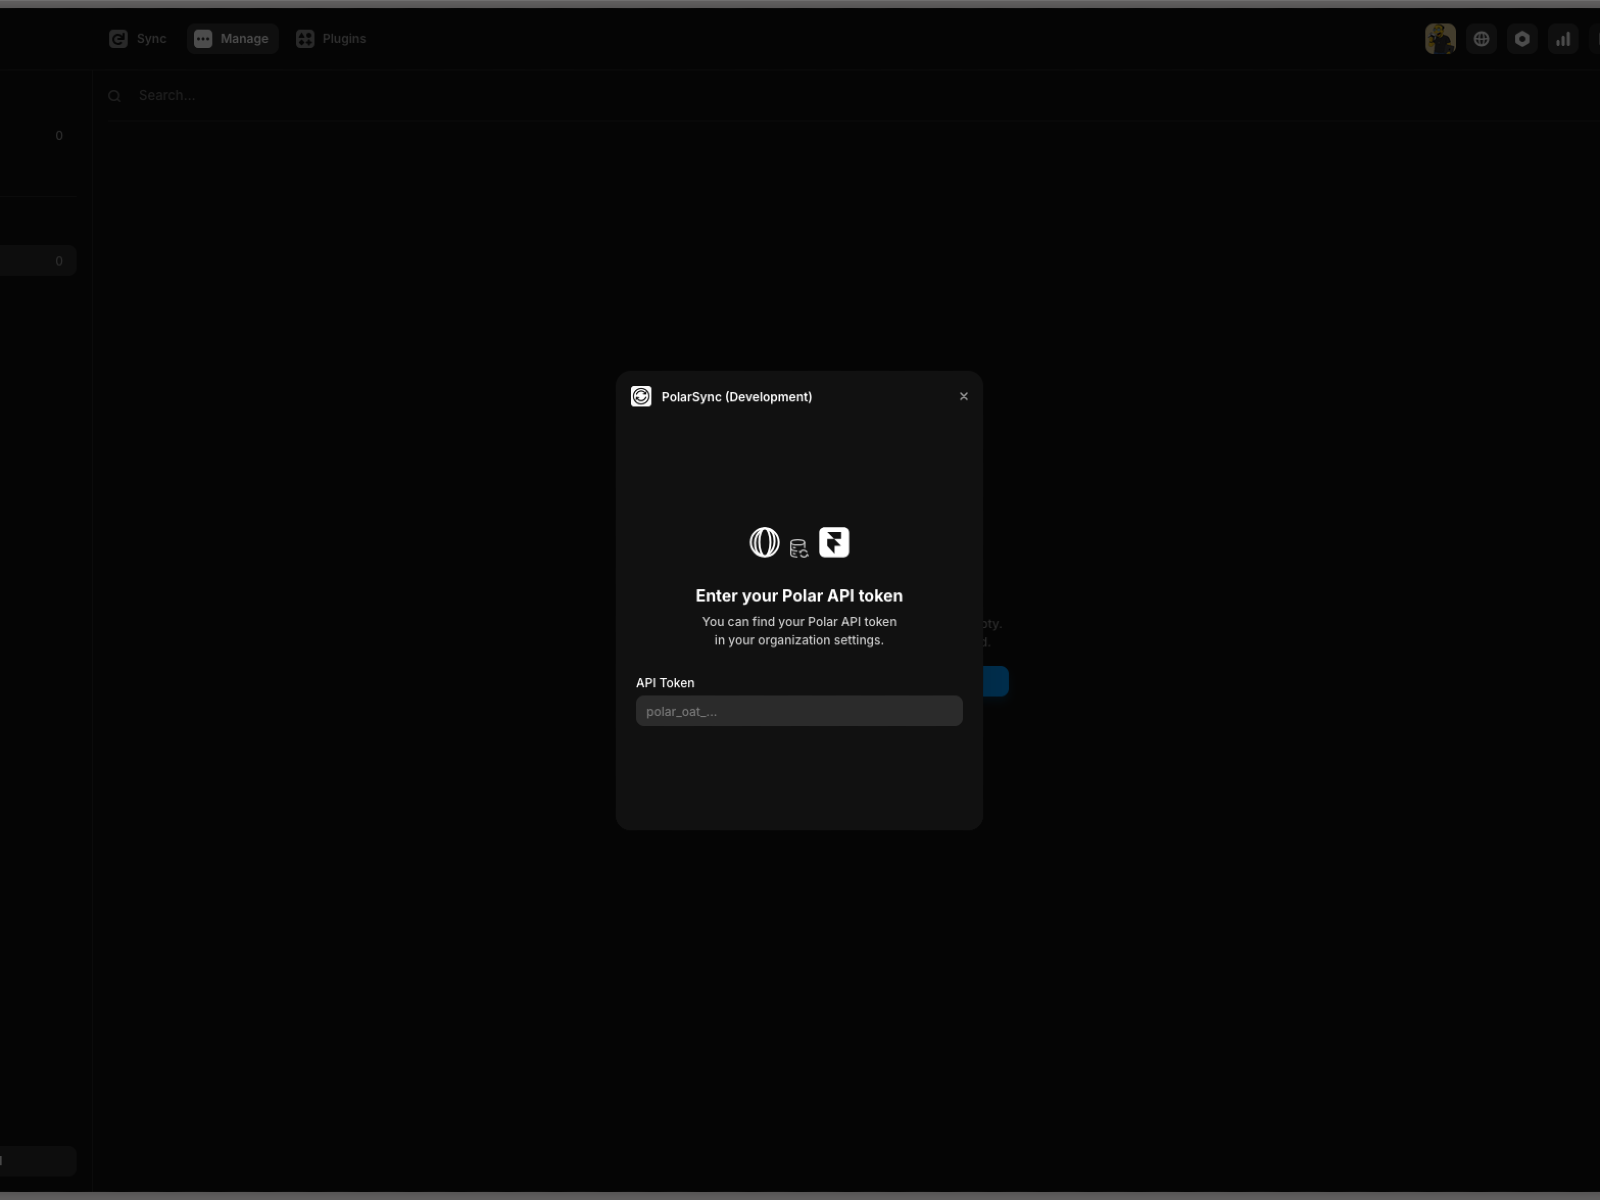 Sync
Manage
Plugins
Search...
0
0
PolarSync (Development)
Enter your Polar API token
You can find your Polar API token
in your organization settings.
API Token
polar_oat_...